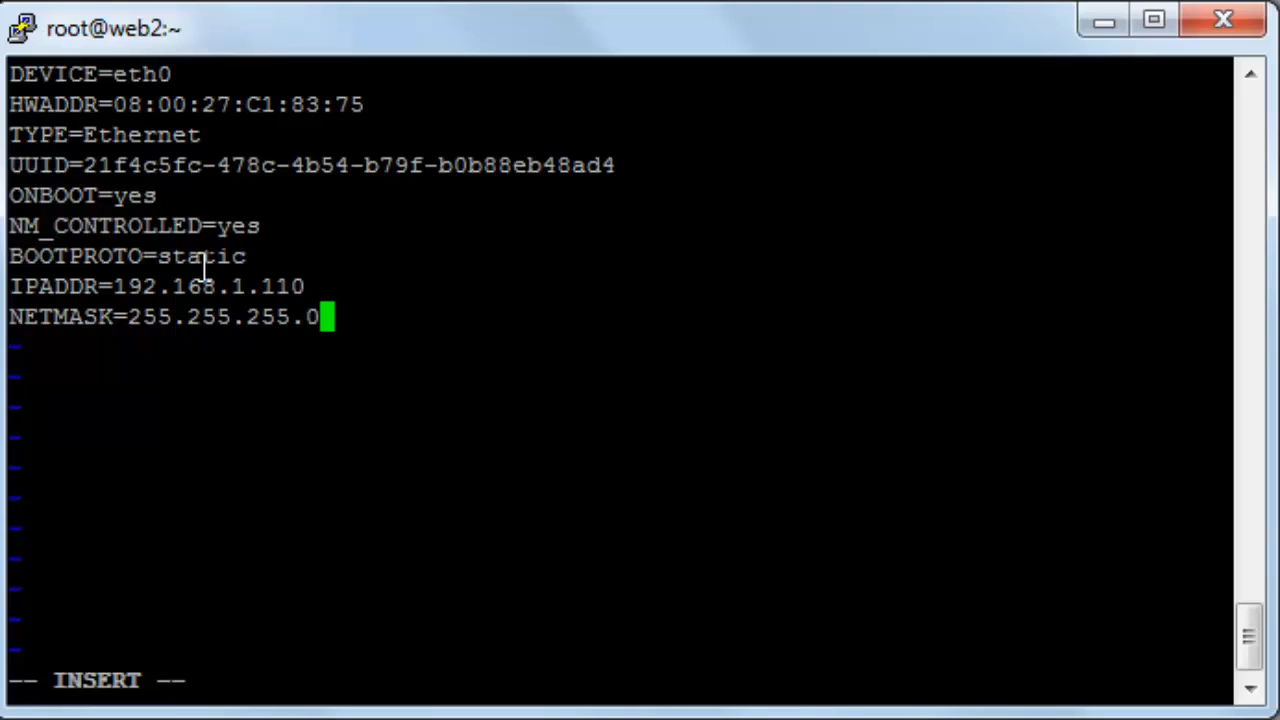 root@web2:~
DEVICE=eth0
HWADDR=08:00:27:C1:83:75
TYPE=Ethernet
UUID=21f4c5fc-478c-4b54-b79f-b0b88eb48ad4
ONBOOT=yes
NM_CONTROLLED=yes
BOOTPROTO=static
IPADDR=192.168.1.110
NETMASK=255.255.255.0
~
~
~
~
~
~
~
~
~
~
~
-- INSERT --